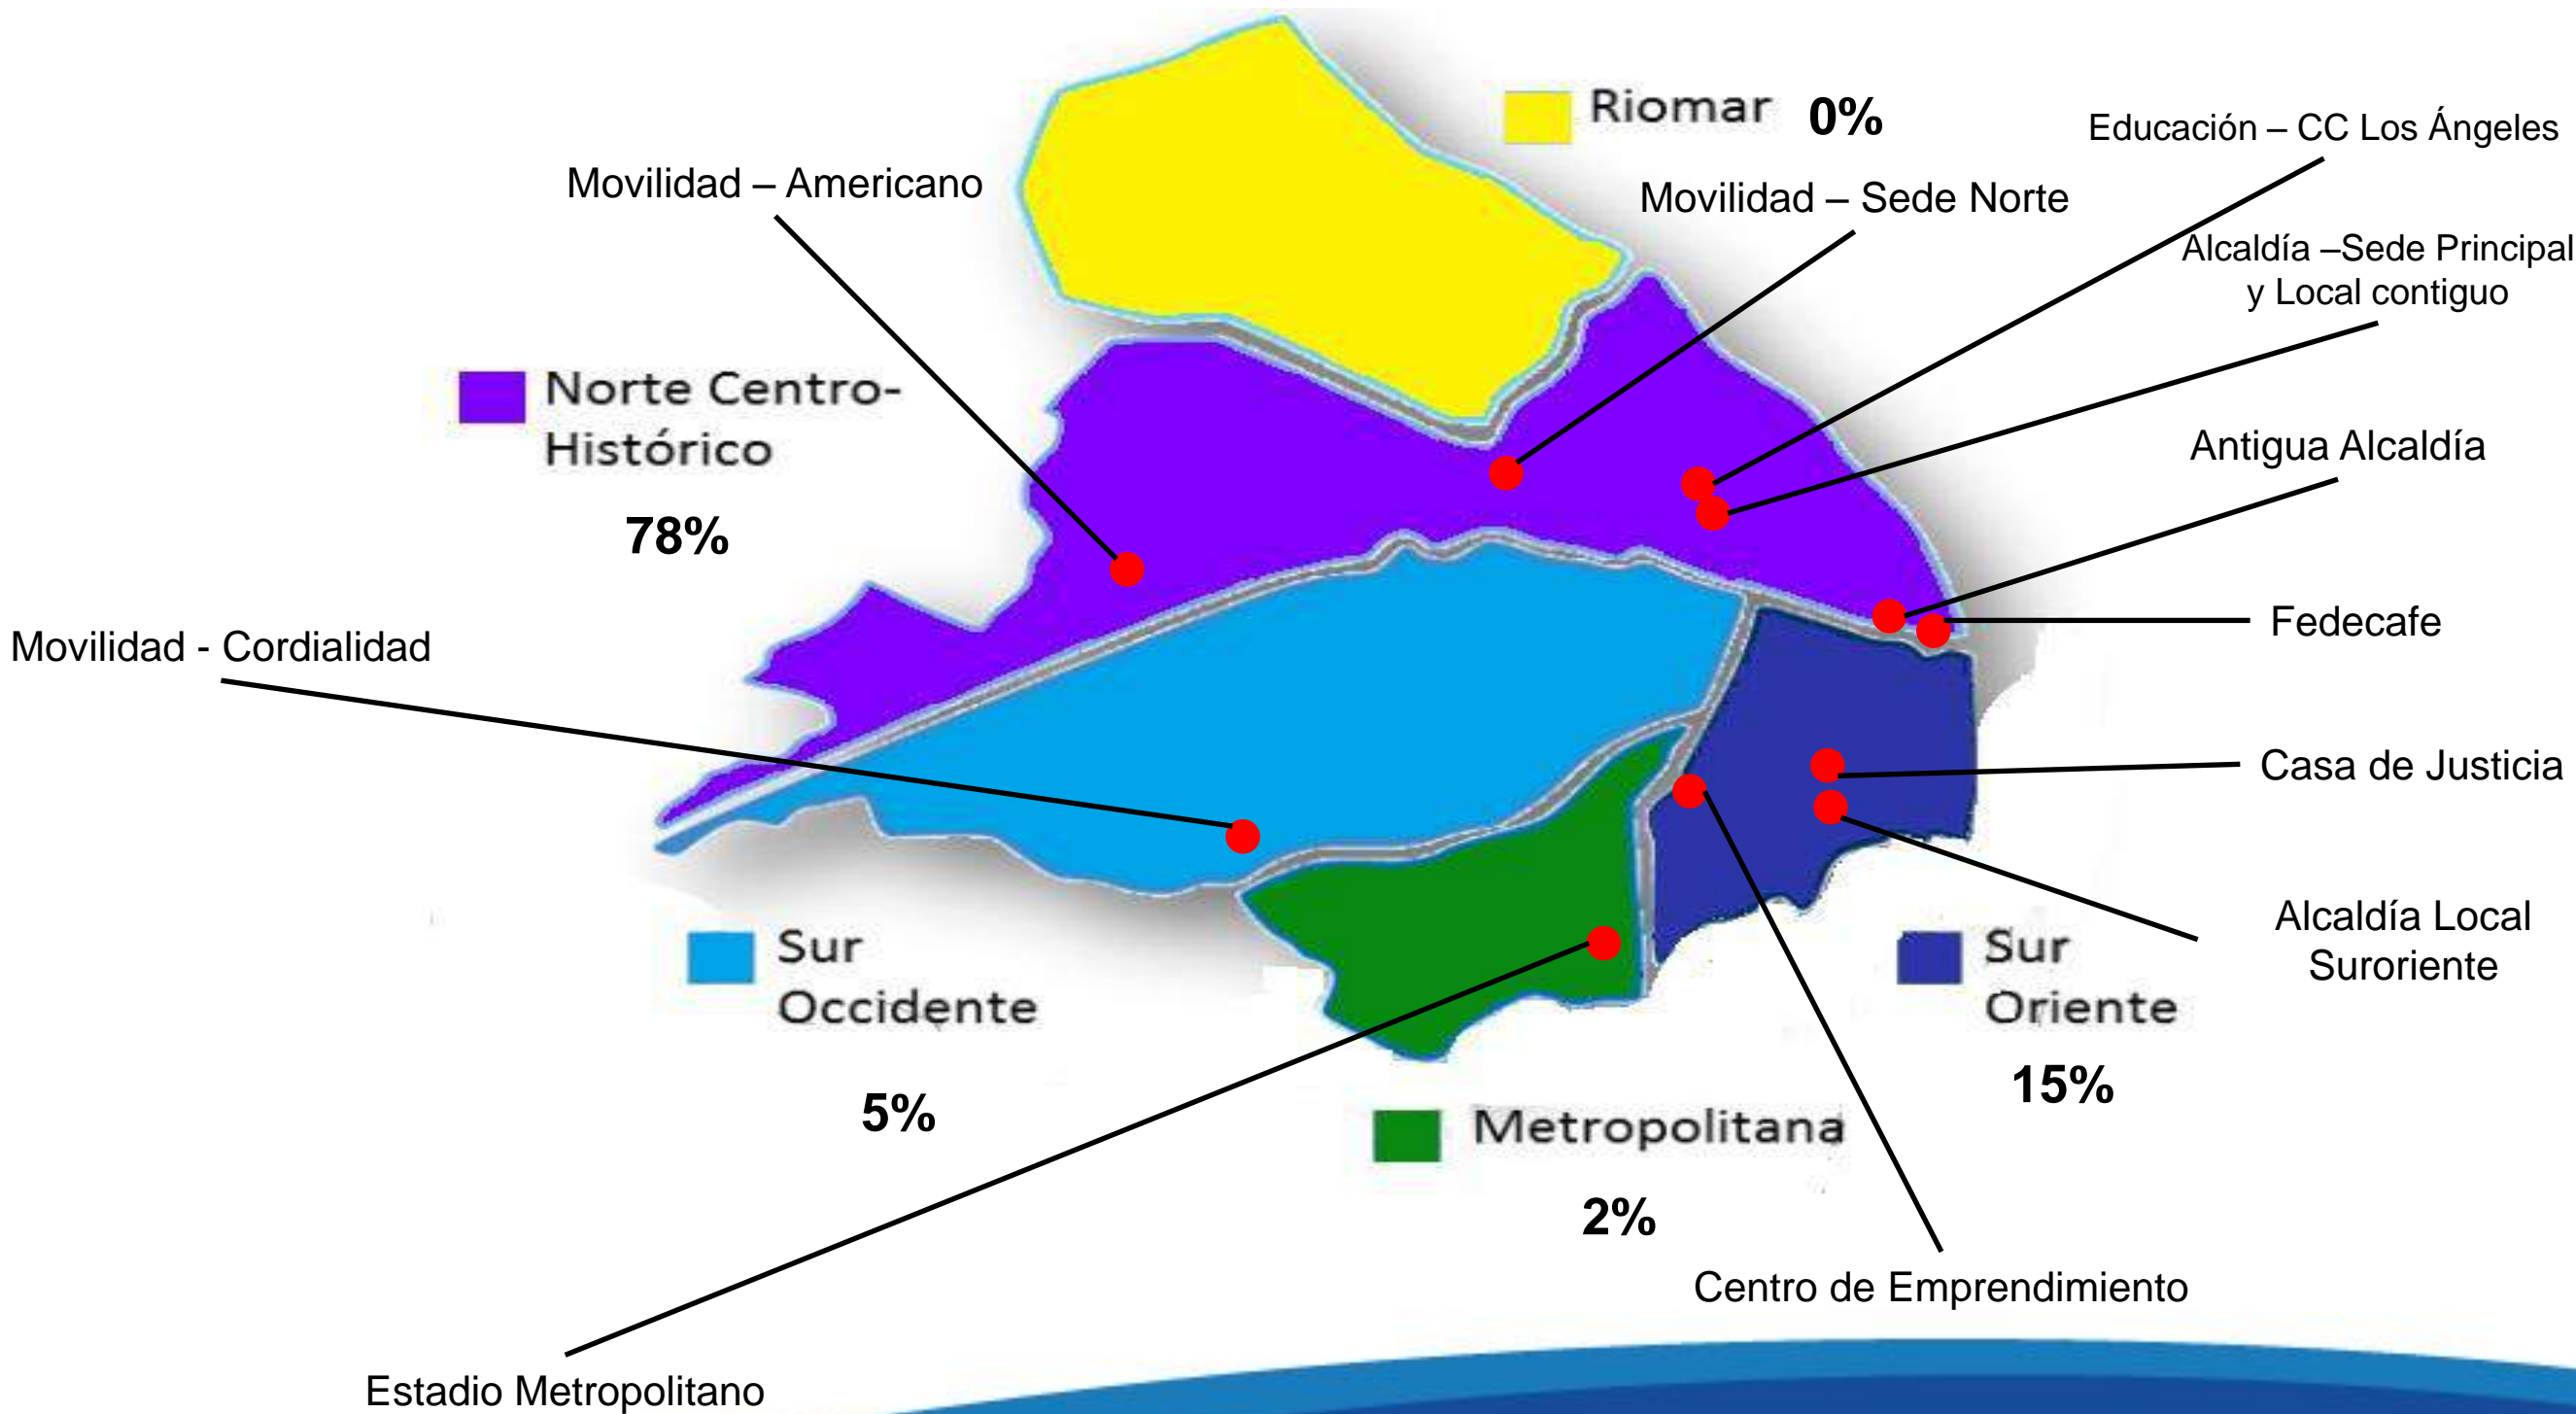 Riomar 0%
Educación – CC Los Ángeles
Movilidad – Americano
Movilidad – Sede Norte
Alcaldía –Sede Principal
y Local contiguo
Norte Centro-
Histórico
78%
Antigua Alcaldía
Fedecafe
Movilidad - Cordialidad
Casa de Justicia
Alcaldía Local
Suroriente
Sur
Occidente
5%
Sur
Oriente
15%
Metropolitana
2%
Centro de Emprendimiento
Estadio Metropolitano